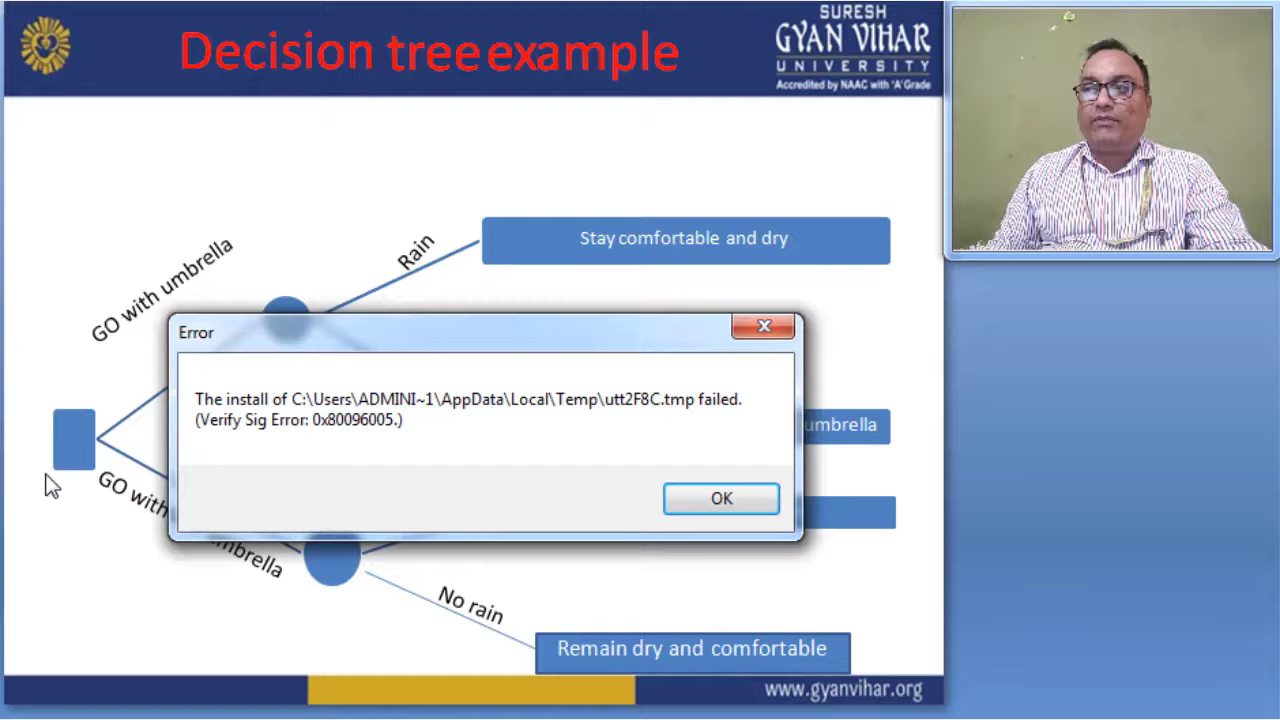 Decision tree example
SURESH
GYAN VIHAR
UNIVERSITY
Accredited by NAAC with 'A' Grade
GO with umbrella
Rain
Stay comfortable and dry
Error
The install of C:\Users\ADMINI~1\AppData\Local\Temp\utt2F8C.tmp failed.
(Verify Sig Error: 0x80096005.)
OK
umbrella
GO with
umbrella
No rain
Remain dry and comfortable
www.gyanvihar.org